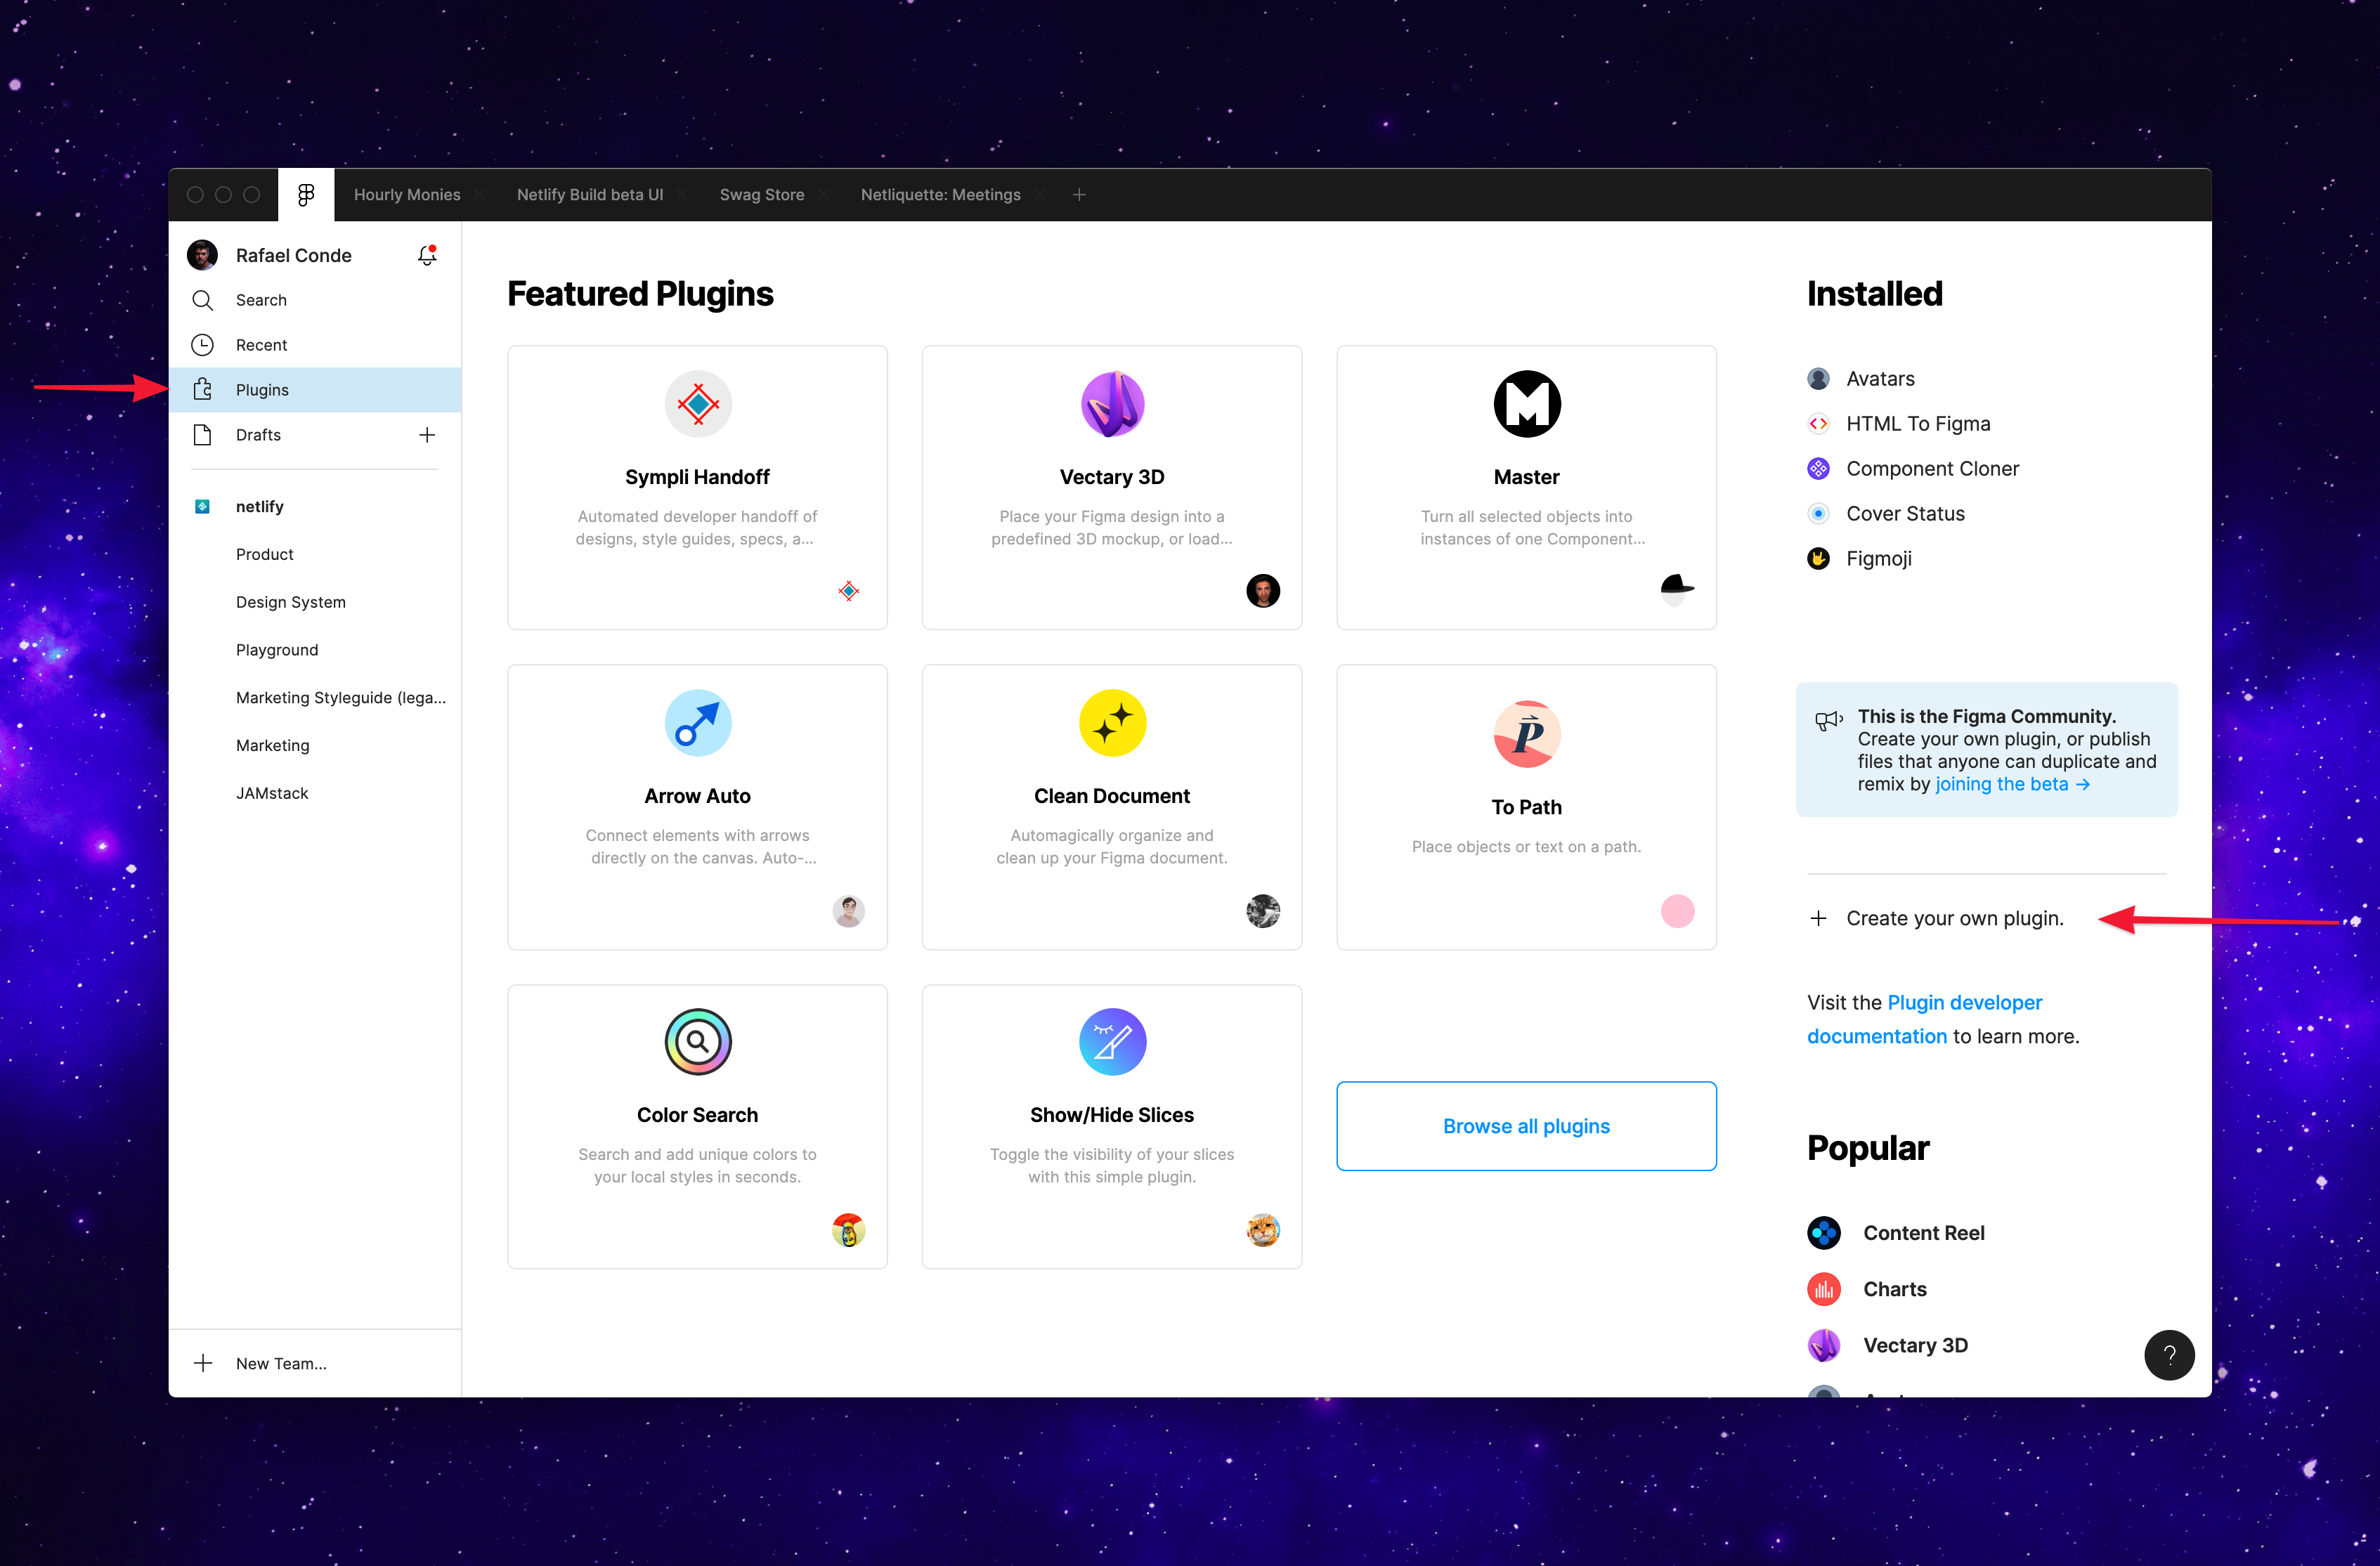 Hourly Monies
Netlify Build beta UI
Swag Store
Netliquette: Meetings
Rafael Conde
Search
Recent
Plugins
Drafts
netlify
Product
Design System
Playground
Marketing Styleguide (lega...
Marketing
JAMstack
New Team...
Featured Plugins
Sympli Handoff
Automated developer handoff of
designs, style guides, specs, a...
Vectary 3D
Place your Figma design into a
predefined 3D mockup, or load...
Master
Turn all selected objects into
instances of one Component...
Arrow Auto
Connect elements with arrows
directly on the canvas. Auto-...
Clean Document
Automagically organize and
clean up your Figma document.
To Path
Place objects or text on a path.
Color Search
Search and add unique colors to
your local styles in seconds.
Show/Hide Slices
Toggle the visibility of your slices
with this simple plugin.
Browse all plugins
Installed
Avatars
HTML To Figma
Component Cloner
Cover Status
Figmoji
This is the Figma Community.
Create your own plugin, or publish
files that anyone can duplicate and
remix by joining the beta →
Create your own plugin.
Visit the Plugin developer
documentation to learn more.
Popular
Content Reel
Charts
Vectary 3D
?